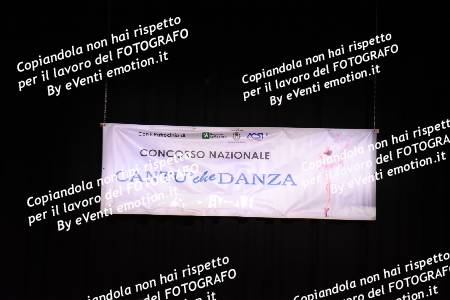 Copiandola non hai rispetto
per il lavoro del FOTOGRAFO
By eVenti emotion.it
Copiandola non hai rispetto
per il lavoro del FOTOGRAFO
By eVenti emotion.it
ACSI
CONCORSO NAZIONALE
CANTU' che DANZA
Copiandola non hai rispetto
per il lavoro del FOTOGRAFO
By eVenti emotion.it
Copiandola non hai rispetto
per il lavoro del FOTOGRAFO
By eVenti emotion.it
Copiandola non hai rispetto
per il lavoro del FOTOGRAFO
By eVenti emotion.it
Copiandola non hai rispetto
per il lavoro del FOTOGRAFO